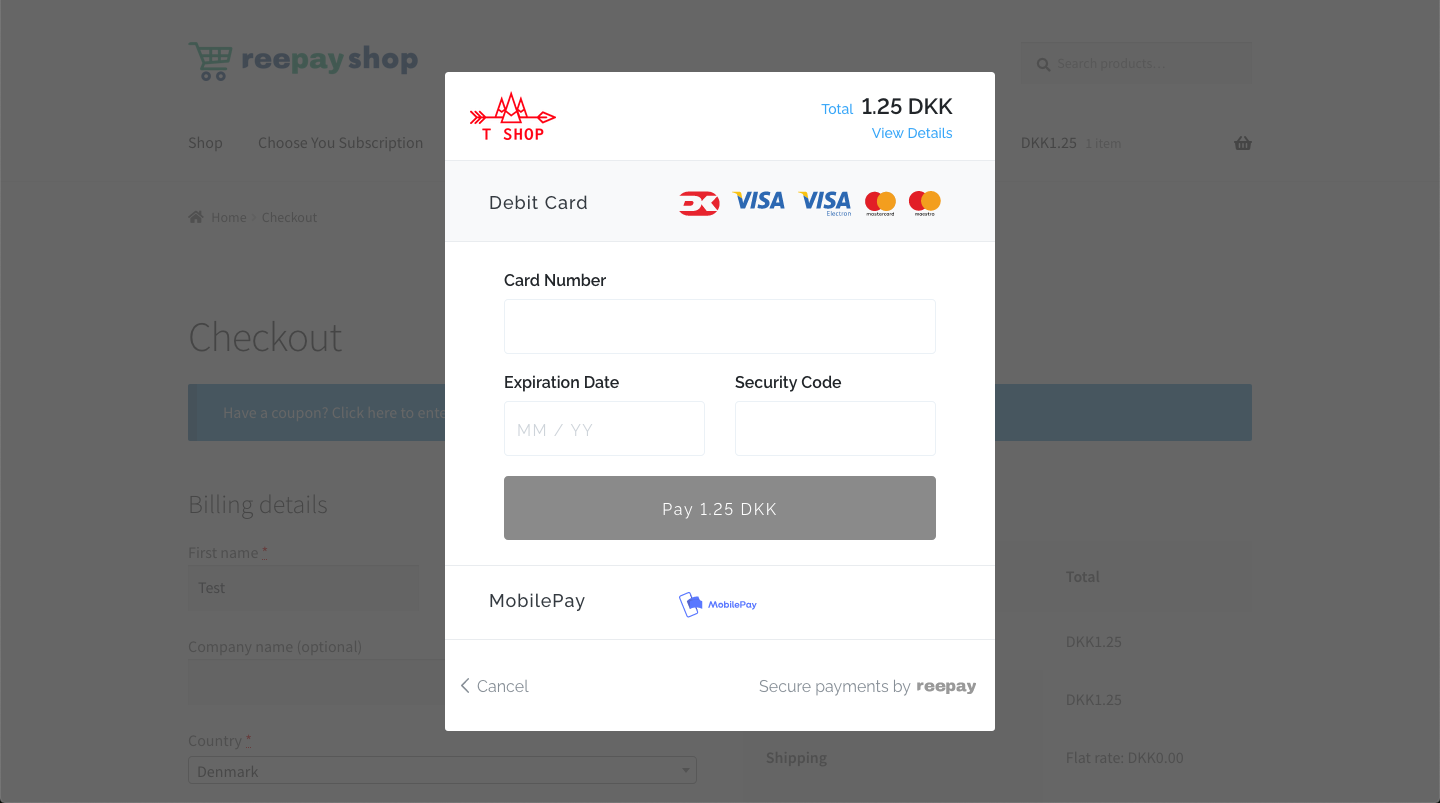 reepay shop
Search products...
Shop
Choose You Subscription
DKK1.25 1 item
Home
Checkout
Checkout
Have a coupon? Click here to ente
Billing details
First name *
Test
Company name (optional)
Country *
Denmark
Total
DKK1.25
DKK1.25
Shipping
Flat rate: DKK0.00
T SHOP
Total 1.25 DKK
View Details
Debit Card
DK
VISA
VISA
Electron
mastercard
maestro
Card Number
Expiration Date
Security Code
MM / YY
Pay 1.25 DKK
MobilePay
MobilePay
Cancel
Secure payments by reepay